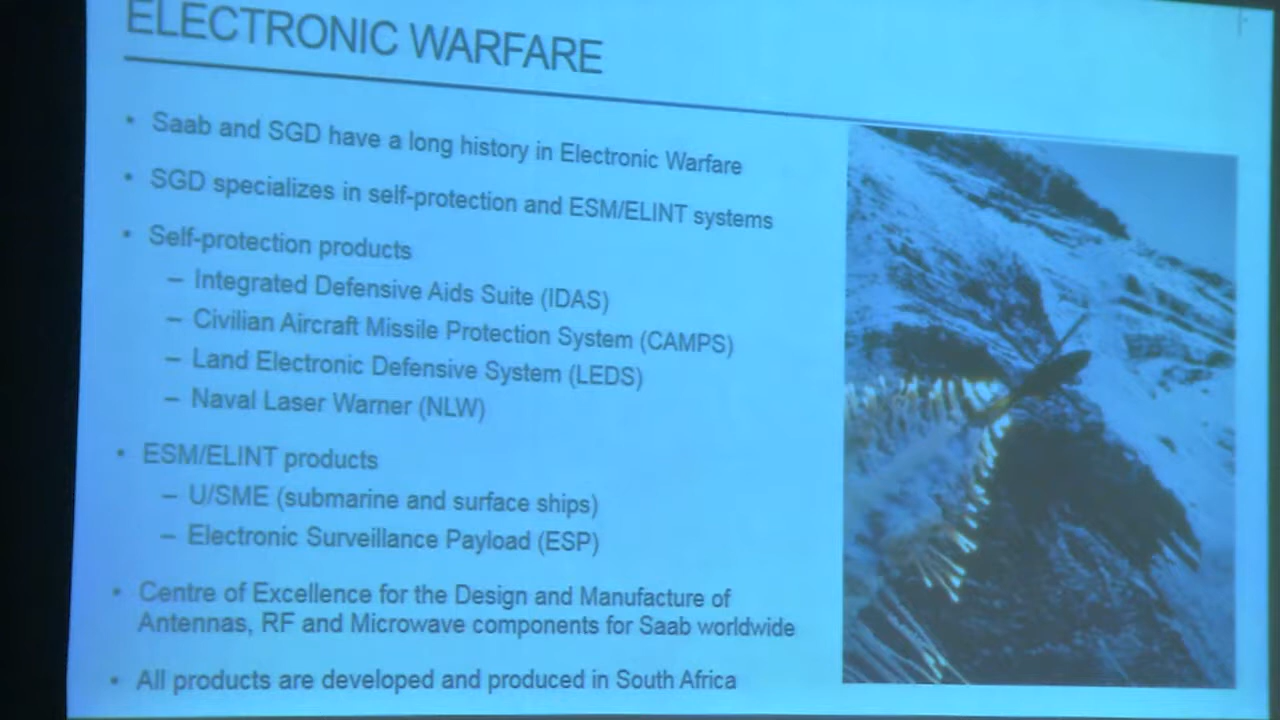 ELECTRONIC WARFARE
• Saab and SGD have a long history in Electronic Warfare
• SGD specializes in self-protection and ESM/ELINT systems
• Self-protection products
– Integrated Defensive Aids Suite (IDAS)
– Civilian Aircraft Missile Protection System (CAMPS)
– Land Electronic Defensive System (LEDS)
– Naval Laser Warner (NLW)
• ESM/ELINT products
– U/SME (submarine and surface ships)
– Electronic Surveillance Payload (ESP)
• Centre of Excellence for the Design and Manufacture of
Antennas, RF and Microwave components for Saab worldwide
• All products are developed and produced in South Africa